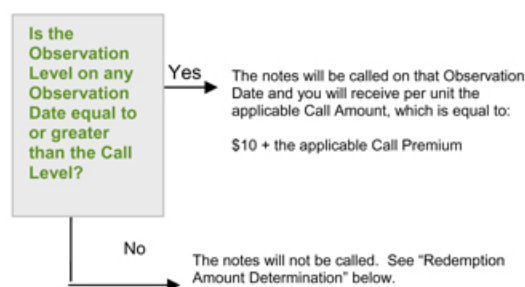 Is the
Observation
Level on any
Observation
Date equal to
or greater
than the Call
Level?
Yes
The notes will be called on that Observation
Date and you will receive per unit the
applicable Call Amount, which is equal to:
$10 + the applicable Call Premium
No
The notes will not be called. See “Redemption
Amount Determination” below.